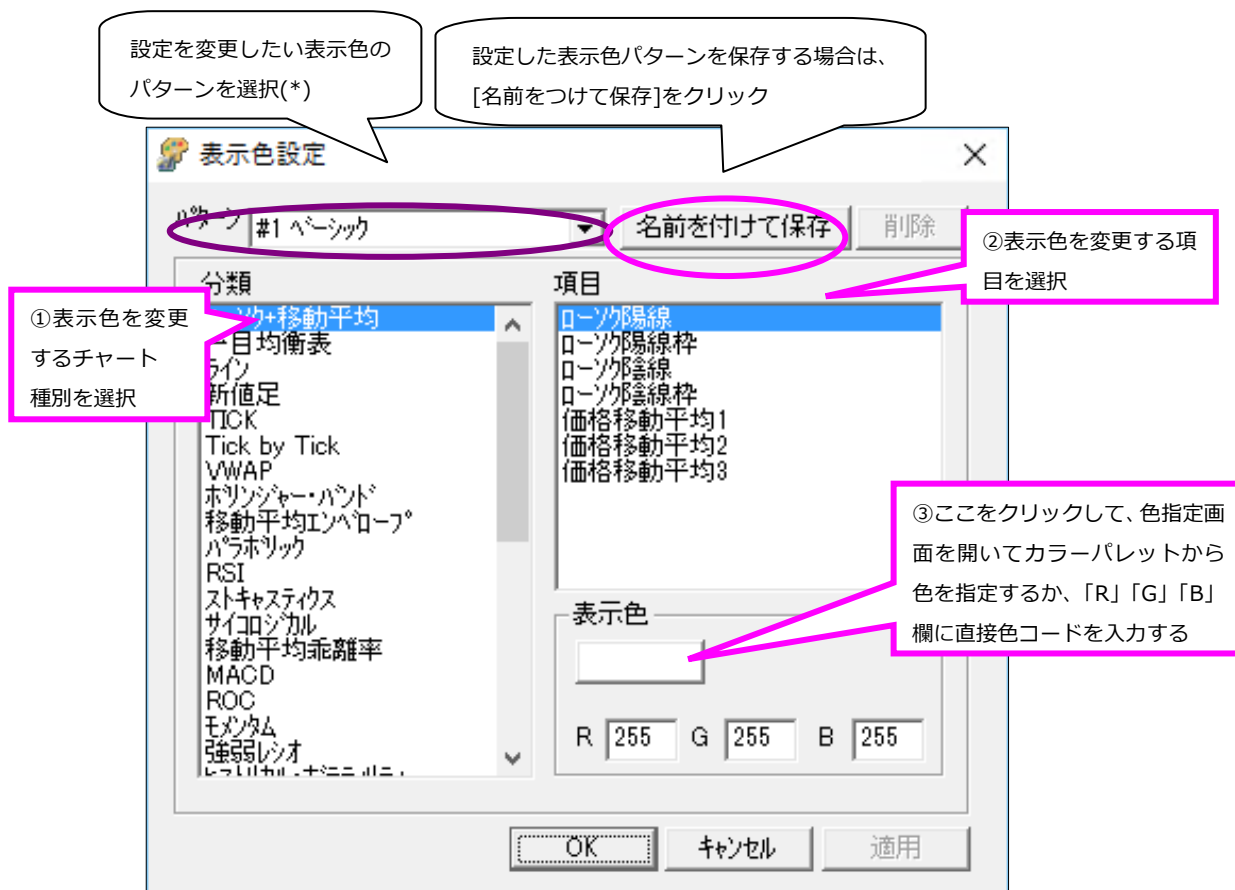 設定を変更したい表示色の
パターンを選択(*)
設定した表示色パターンを保存する場合は、
[名前をつけて保存]をクリック
表示色設定
パターン
#1 ベーシック
名前を付けて保存
削除
②表示色を変更する項
目を選択
分類
項目
①表示色を変更
するチャート
種別を選択
+移動平均
一目均衡表
ライン
新値足
TICK
Tick by Tick
VWAP
ボリンジャー・バンド
移動平均エンベロープ
パラボリック
RSI
ストキャスティクス
サイコロジカル
移動平均乖離率
MACD
ROC
モメンタム
強弱レシオ
ローソク陽線
ローソク陽線枠
ローソク陰線
ローソク陰線枠
価格移動平均1
価格移動平均2
価格移動平均3
③ここをクリックして、色指定画
面を開いてカラーパレットから
色を指定するか、「R」「G」「B」
欄に直接色コードを入力する
表示色
R 255 G 255 B 255
OK
キャンセル
適用